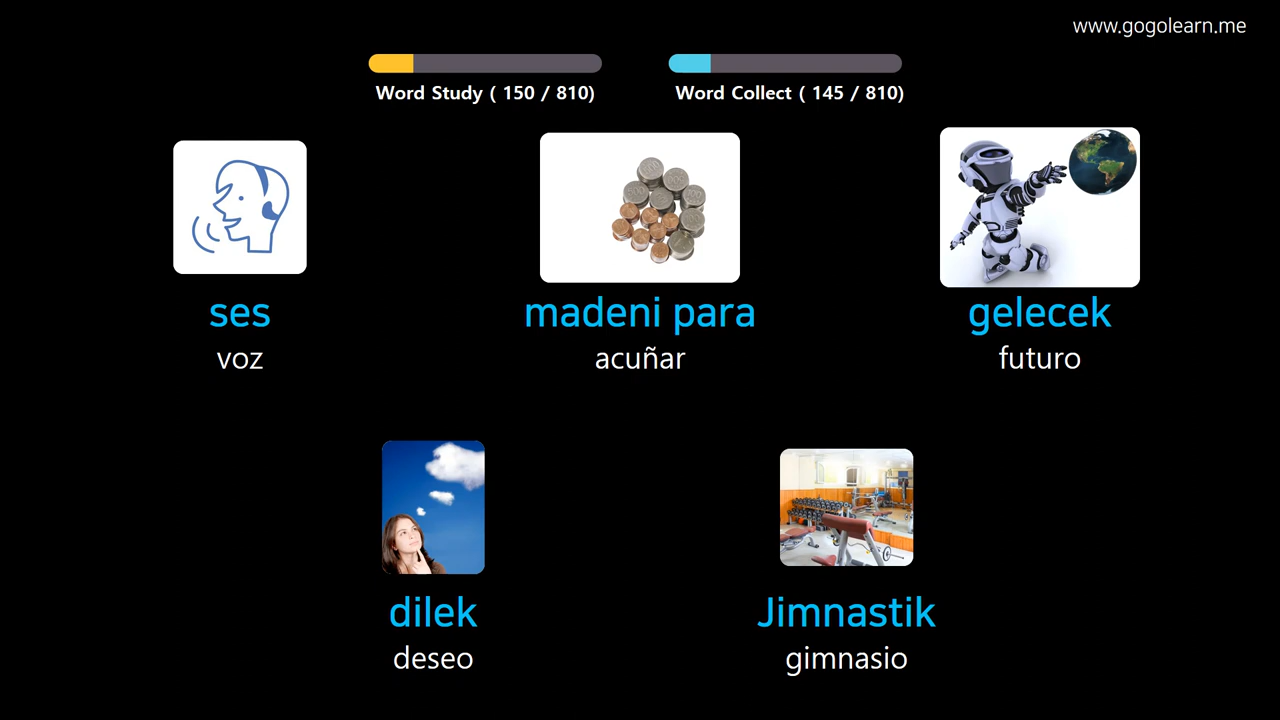 www.gogolearn.me
Word Study ( 150 / 810)
Word Collect ( 145 / 810)
ses
voz
madeni para
acuñar
gelecek
futuro
dilek
deseo
Jimnastik
gimnasio